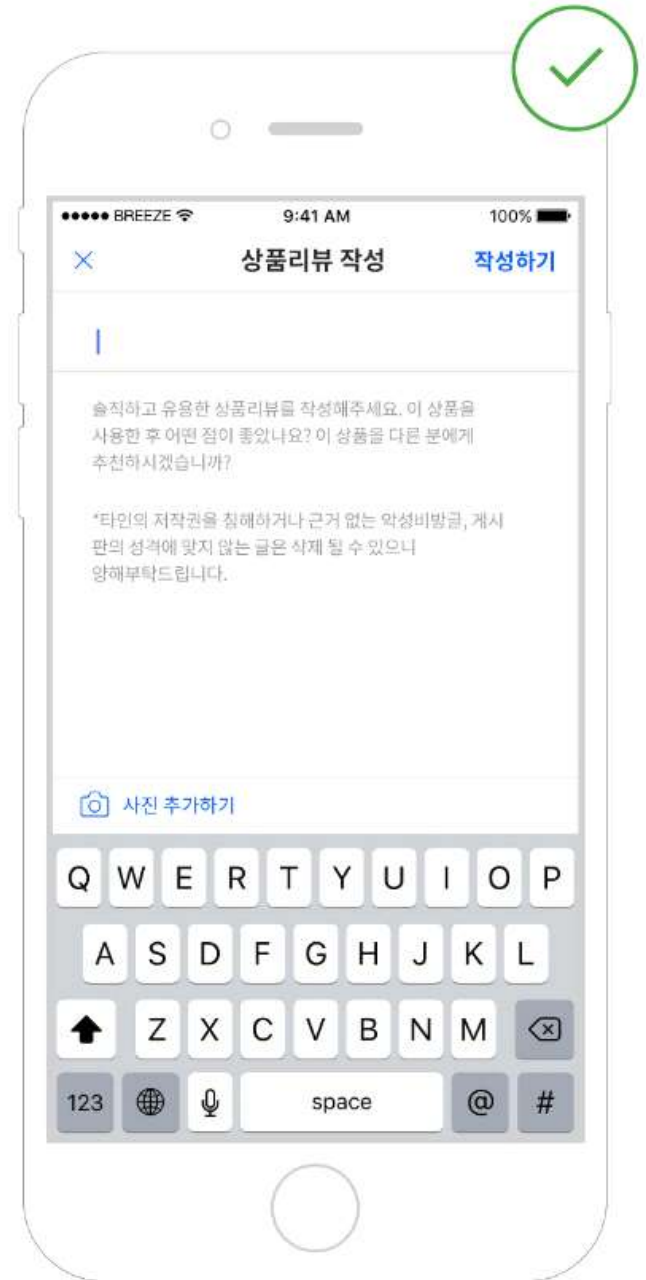 ●●●●● BREEZE 9:41 AM 100%
상품리뷰 작성 작성하기
솔직하고 유용한 상품리뷰를 작성해주세요. 이 상품을
사용한 후 어떤 점이 좋았나요? 이 상품을 다른 분에게
추천하시겠습니까?
*타인의 저작권을 침해하거나 근거 없는 악성비방글, 게시
판의 성격에 맞지 않는 글은 삭제 될 수 있으니
양해부탁드립니다.
사진 추가하기
Q W E R T Y U I O P
A S D F G H J K L
Z X C V B N M
123 space @ #